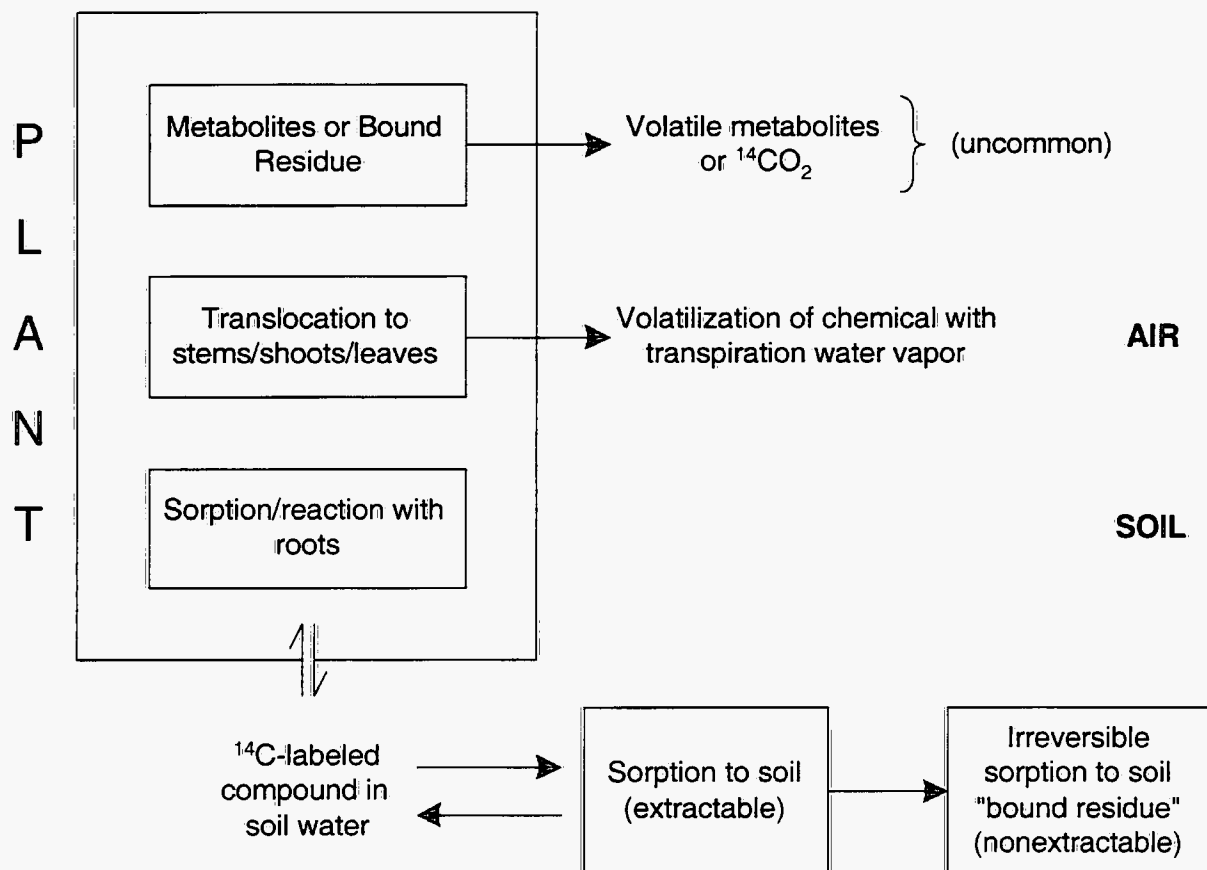 PLANT
Metabolites or Bound
Residue
Volatile metabolites
or ¹⁴CO₂
(uncommon)
Translocation to
stems/shoots/leaves
Volatilization of chemical with
transpiration water vapor
AIR
Sorption/reaction with
roots
SOIL
¹⁴C-labeled
compound in
soil water
Sorption to soil
(extractable)
Irreversible
sorption to soil
"bound residue"
(nonextractable)